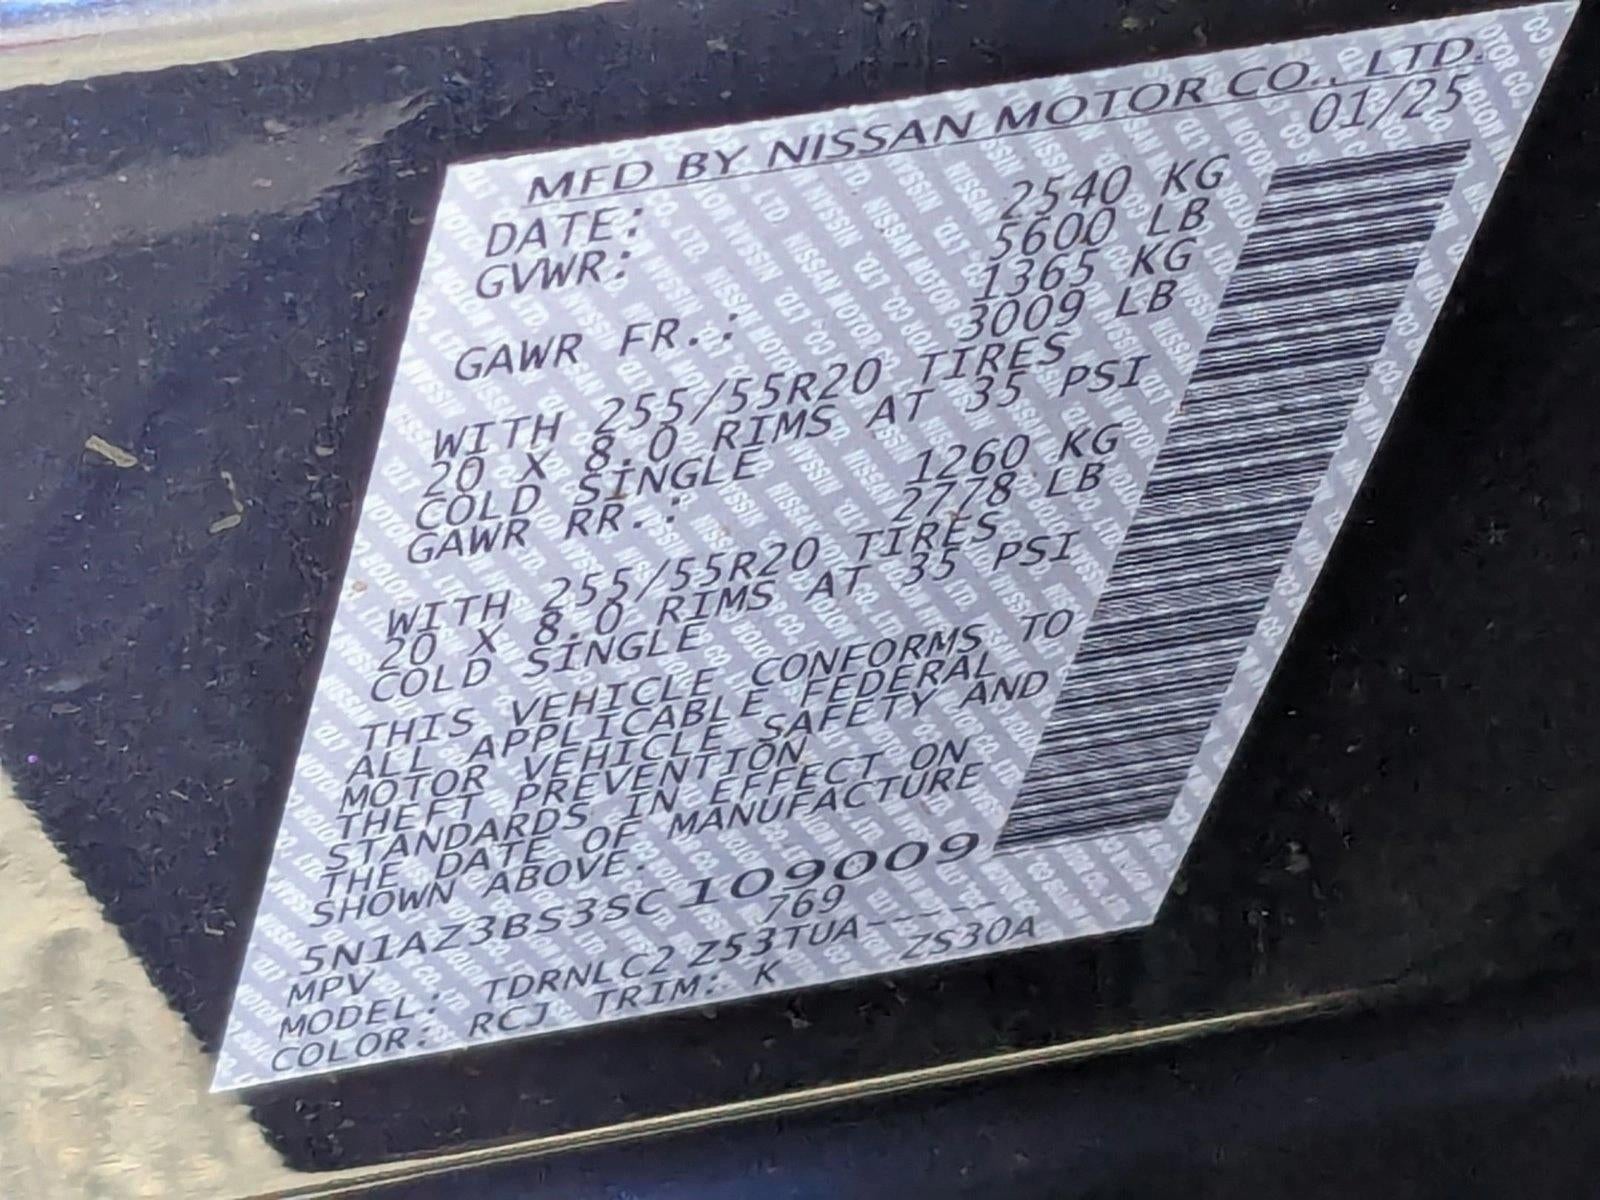 MFD BY NISSAN MOTOR CO., LTD.
DATE: 01/25
GVWR: 2540 KG
5600 LB
GAWR FR.: 1365 KG
3009 LB
WITH 255/55R20 TIRES
20 X 8.0 RIMS AT 35 PSI
COLD SINGLE
GAWR RR.: 1260 KG
2778 LB
WITH 255/55R20 TIRES
20 X 8.0 RIMS AT 35 PSI
COLD SINGLE
THIS VEHICLE CONFORMS TO
ALL APPLICABLE FEDERAL
MOTOR VEHICLE SAFETY AND
THEFT PREVENTION
STANDARDS IN EFFECT ON
THE DATE OF MANUFACTURE
SHOWN ABOVE.
5N1AZ3BS3SC109009
MPV 769
MODEL: TDRNLC2 Z53TUA-----
COLOR: RCJ TRIM: K ZS30A